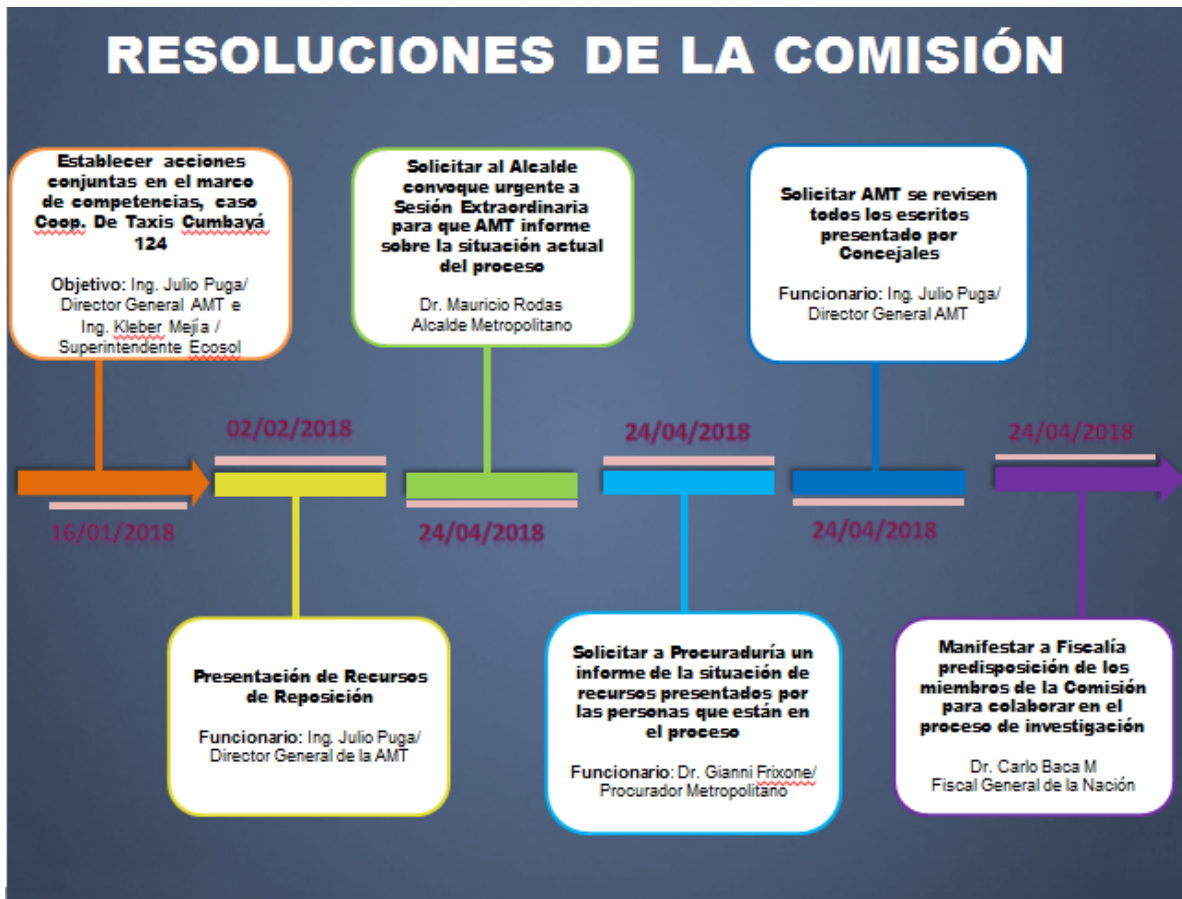 RESOLUCIONES DE LA COMISIÓN
Establecer acciones
conjuntas en el marco
de competencias, caso
Coop. De Taxis Cumbayá
124
Objetivo: Ing. Julio Puga/
Director General AMT e
Ing. Kleber Mejía /
Superintendente Ecosol
16/01/2018
02/02/2018
Presentación de Recursos
de Reposición
Funcionario: Ing. Julio Puga/
Director General de la AMT
Solicitar al Alcalde
convoque urgente a
Sesión Extraordinaria
para que AMT informe
sobre la situación actual
del proceso
Dr. Mauricio Rodas
Alcalde Metropolitano
24/04/2018
24/04/2018
Solicitar a Procuraduría un
informe de la situación de
recursos presentados por
las personas que están en
el proceso
Funcionario: Dr. Gianni Frixone/
Procurador Metropolitano
Solicitar AMT se revisen
todos los escritos
presentado por
Concejales
Funcionario: Ing. Julio Puga/
Director General AMT
24/04/2018
24/04/2018
Manifestar a Fiscalía
predisposición de los
miembros de la Comisión
para colaborar en el
proceso de investigación
Dr. Carlo Baca M
Fiscal General de la Nación